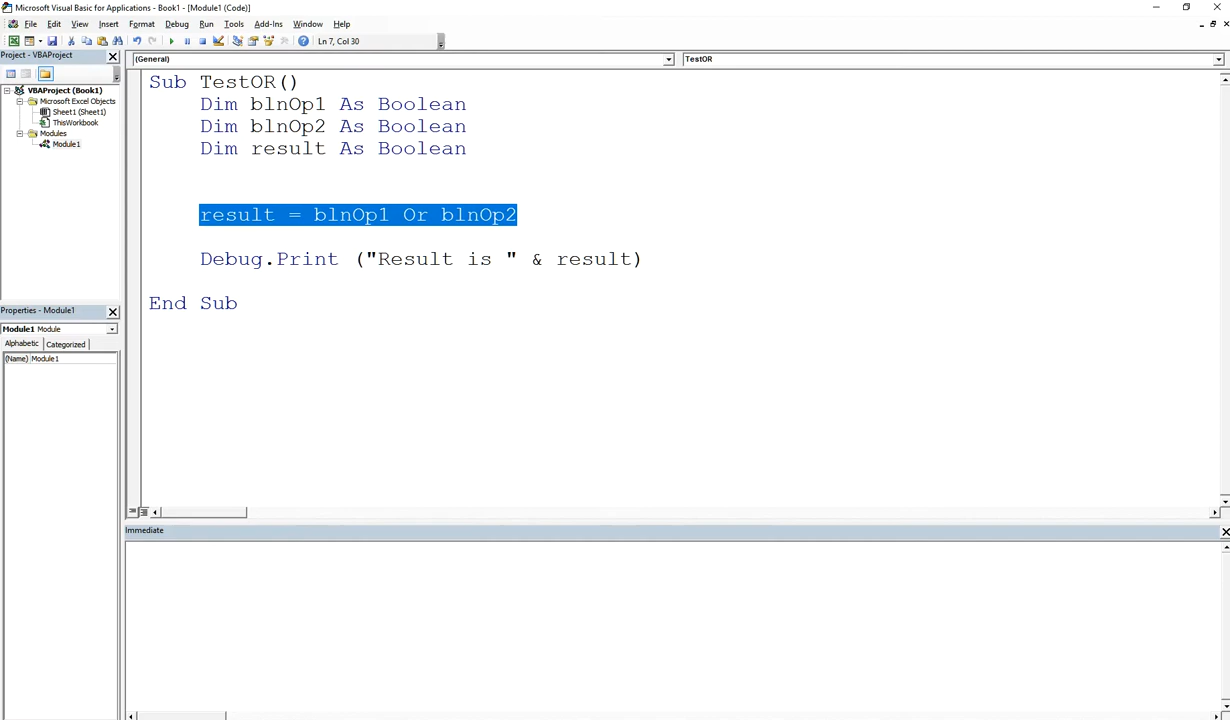 Microsoft Visual Basic for Applications - Book1 - [Module1 (Code)]
File Edit View Insert Format Debug Run Tools Add-Ins Window Help
Ln 7, Col 30
Project - VBAProject
(General)
TestOR
VBAProject (Book1)
Microsoft Excel Objects
Sheet1 (Sheet1)
ThisWorkbook
Modules
Module1
Sub TestOR()
Dim blnOp1 As Boolean
Dim blnOp2 As Boolean
Dim result As Boolean
result = blnOp1 Or blnOp2
Debug.Print ("Result is " & result)
End Sub
Properties - Module1
Module1 Module
Alphabetic Categorized
(Name) Module1
Immediate